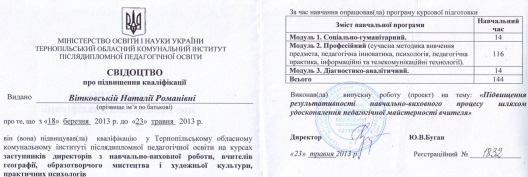 МІНІСТЕРСТВО ОСВІТИ І НАУКИ УКРАЇНИ
ТЕРНОПІЛЬСЬКИЙ ОБЛАСНИЙ КОМУНАЛЬНИЙ ІНСТИТУТ
ПІСЛЯДИПЛОМНОЇ ПЕДАГОГІЧНОЇ ОСВІТИ
СВІДОЦТВО
про підвищення кваліфікації
Видано Вітковській Наталії Романівні
(прізвище ім'я по батькові)
про те, що з «18» березня 2013 р. до «23» травня 2013 р.
він (вона) підвищував(ла) кваліфікацію у Тернопільському обласному
комунальному інституті післядипломної педагогічної освіти на курсах
заступників директорів з навчально-виховної роботи, вчителів
географії, образотворчого мистецтва і художньої культури,
практичних психологів
За час навчання опрацював(ла) програму курсової підготовки
Зміст навчальної програми Навчальний час
Модуль 1. Соціально-гуманітарний. 14
Модуль 2. Професійний (сучасна методика вивчення
предмета, педагогічна інноватика, психологія, педагогічна
практика, інформаційні та телекомунікаційні технології). 116
Модуль 3. Діагностико-аналітичний. 14
Всього 144
Виконав(ла) випускну роботу (проект) на тему: «Підвищення
результативності навчально-виховного процесу шляхом
удосконалення педагогічної майстерності вчителя»
Директор Ю.В.Буган
«23» травня 2013 р. Реєстраційний № 1832